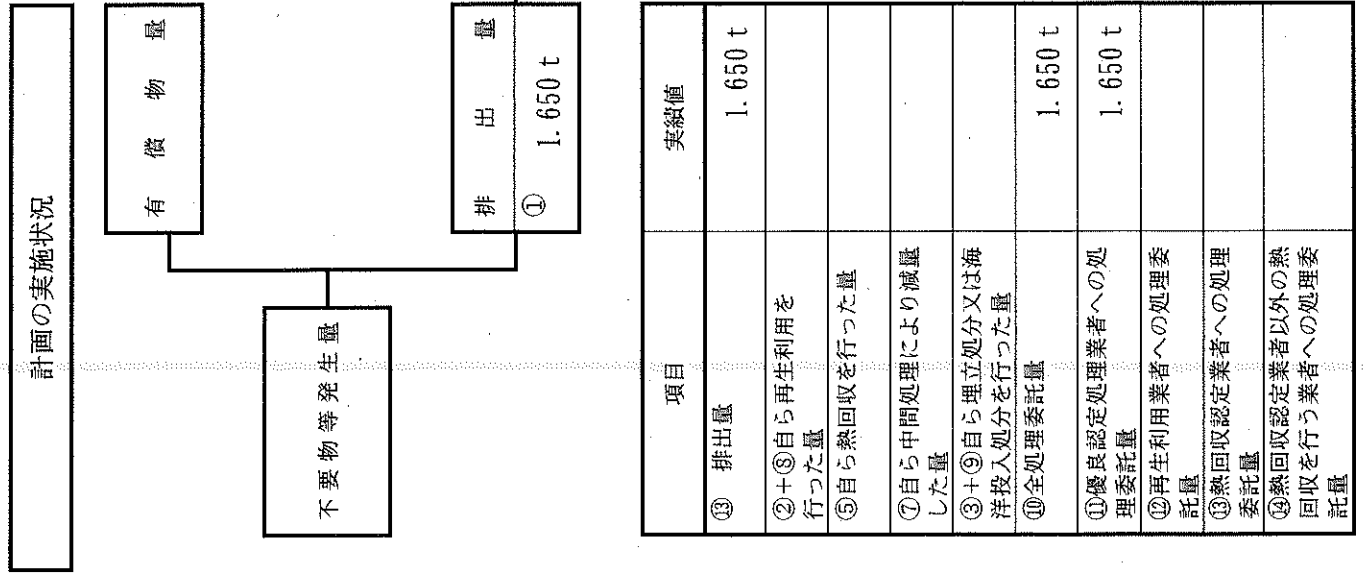 計画の実施状況
有償物量
不要物等発生量
排出量
① 1.650 t
項目 実績値
⑬ 排出量 1.650 t
②+⑧自ら再生利用を
行った量
⑤自ら熱回収を行った量
⑦自ら中間処理により減量
した量
③+⑨自ら埋立処分又は海
洋投入処分を行った量
⑩全処理委託量 1.650 t
⑪優良認定処理業者への処
理委託量 1.650 t
⑫再生利用業者への処理委
託量
⑬熱回収認定業者への処理
委託量
⑭熱回収認定業者以外の熱
回収を行う業者への処理委
託量